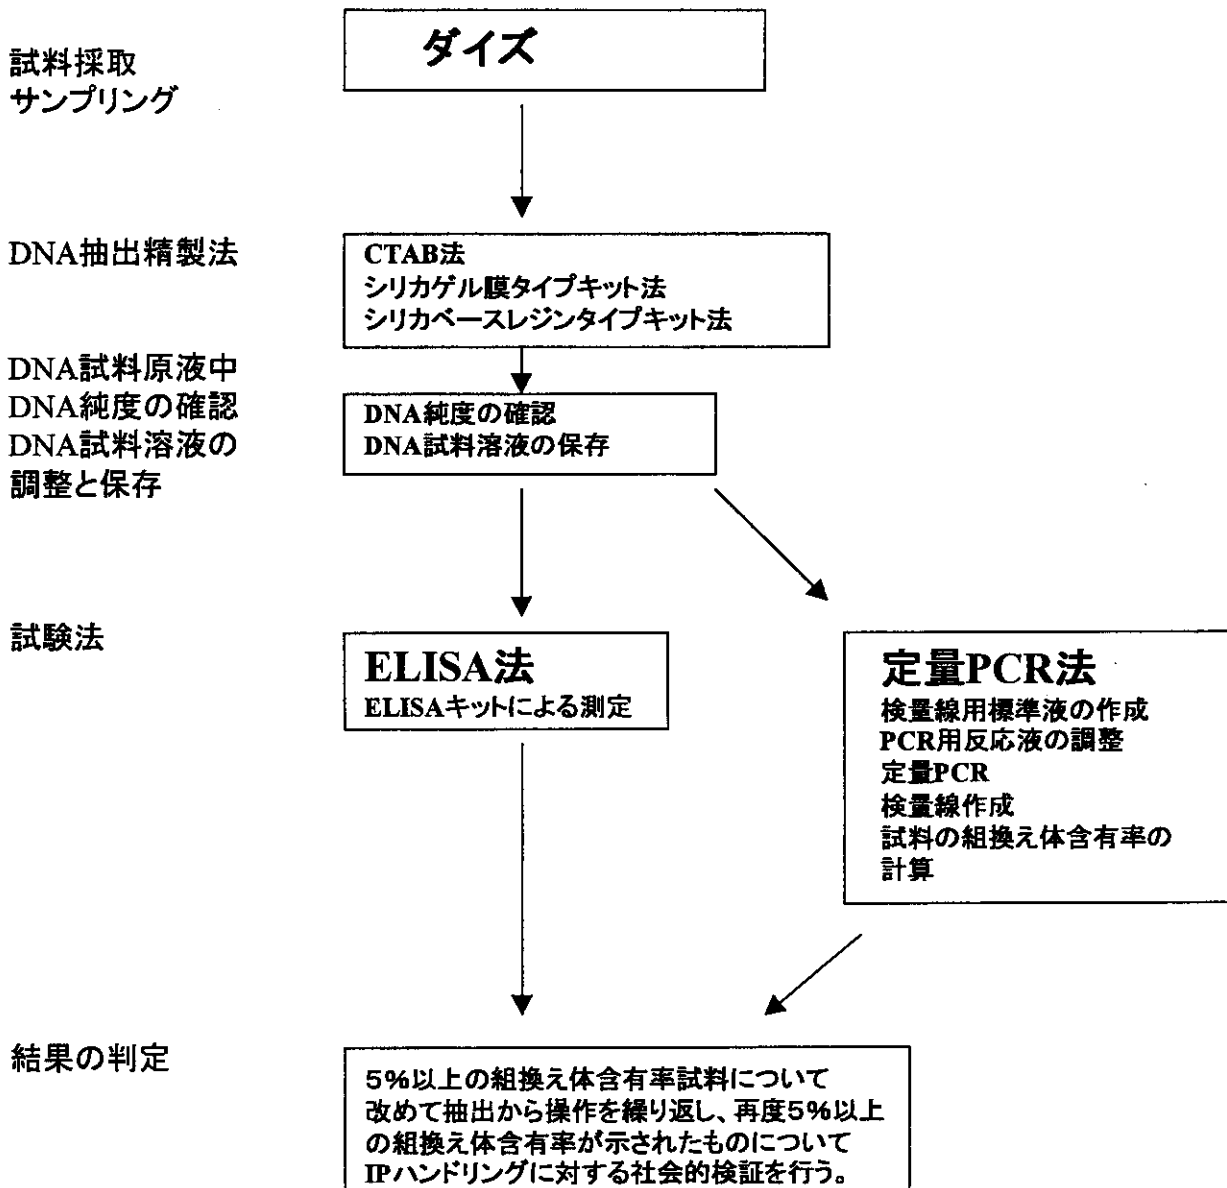 試料採取
サンプリング
ダイズ
DNA抽出精製法
CTAB法
シリカゲル膜タイプキット法
シリカベースレジンタイプキット法
DNA試料原液中
DNA純度の確認
DNA試料溶液の
調整と保存
DNA純度の確認
DNA試料溶液の保存
試験法
ELISA法
ELISAキットによる測定
定量PCR法
検量線用標準液の作成
PCR用反応液の調整
定量PCR
検量線作成
試料の組換え体含有率の
計算
結果の判定
5%以上の組換え体含有率試料について
改めて抽出から操作を繰り返し、再度5%以上
の組換え体含有率が示されたものについて
IPハンドリングに対する社会的検証を行う。